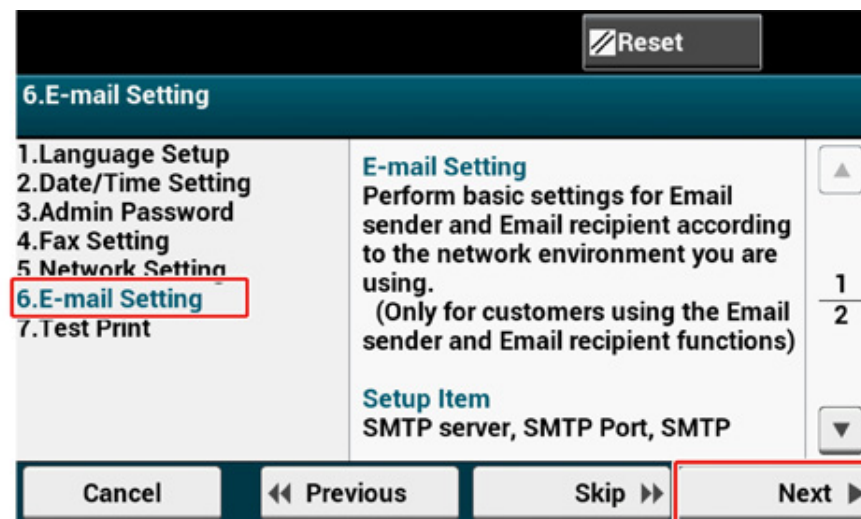 Reset
6.E-mail Setting
1.Language Setup
2.Date/Time Setting
3.Admin Password
4.Fax Setting
5.Network Setting
6.E-mail Setting
7.Test Print
E-mail Setting
Perform basic settings for Email
sender and Email recipient according
to the network environment you are
using.
(Only for customers using the Email
sender and Email recipient functions)
Setup Item
SMTP server, SMTP Port, SMTP
1
2
Cancel
Previous
Skip
Next